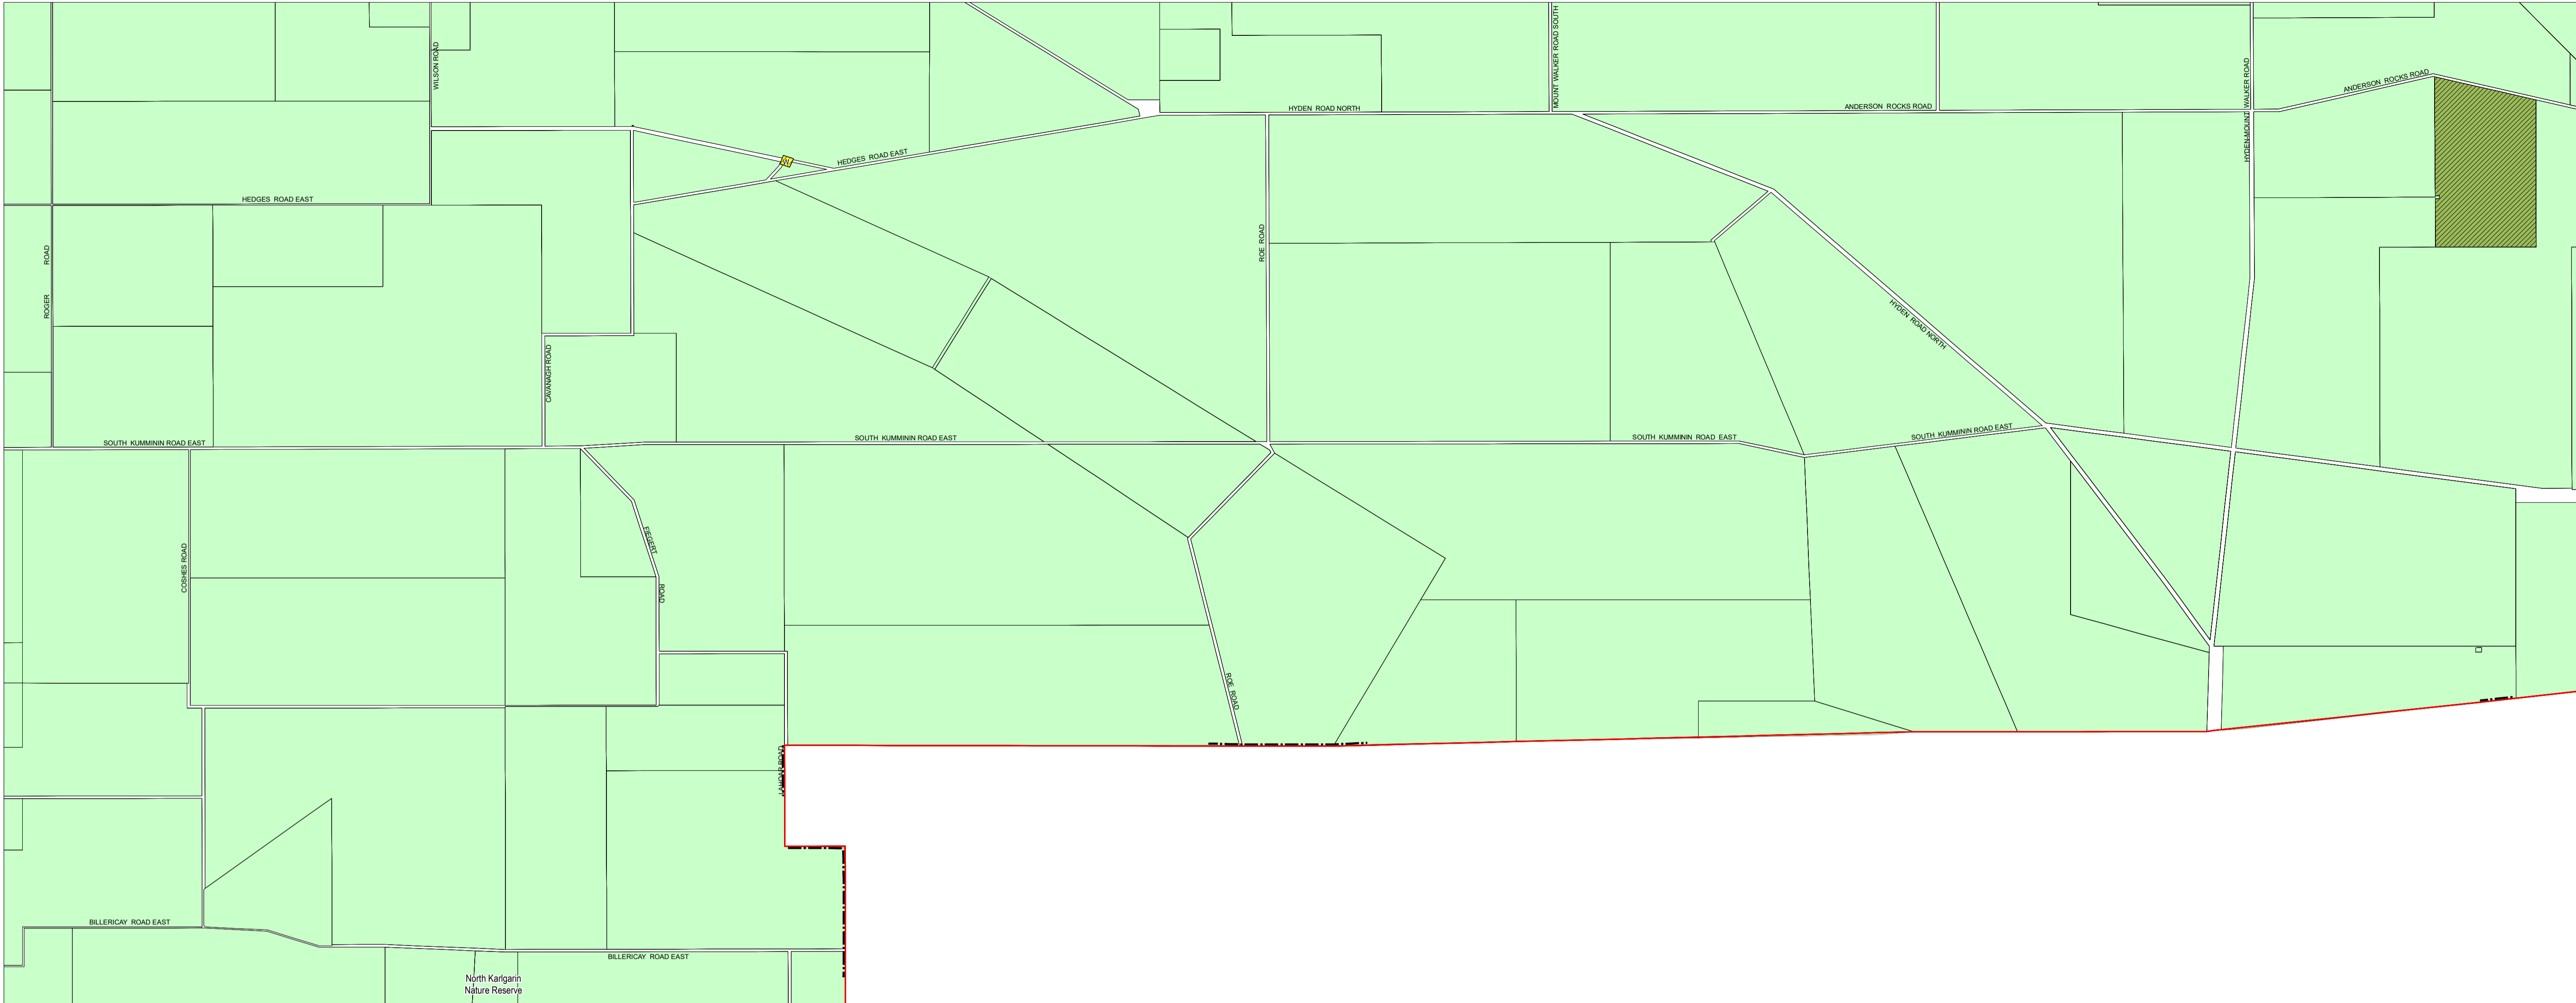 WILSON ROAD
MOUNT WALKER ROAD SOUTH
HYDEN-MOUNT WALKER ROAD
ANDERSON ROCKS ROAD
HYDEN ROAD NORTH
ANDERSON ROCKS ROAD
HEDGES ROAD EAST
HEDGES ROAD EAST
ROGER ROAD
ROE ROAD
HYDEN ROAD NORTH
CAVANAGH ROAD
SOUTH KUMMININ ROAD EAST
SOUTH KUMMININ ROAD EAST
SOUTH KUMMININ ROAD EAST
SOUTH KUMMININ ROAD EAST
COSHES ROAD
FIEGERT ROAD
ROE ROAD
BILLERICAY ROAD EAST
BILLERICAY ROAD EAST
North Karlgarin
Nature Reserve